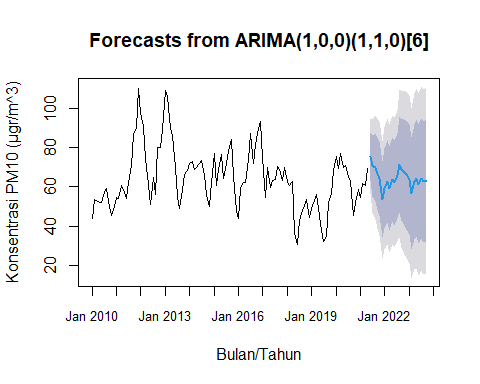 Forecasts from ARIMA(1,0,0)(1,1,0)[6]
Konsentrasi PM10 (µgr/m^3)
100
80
60
40
20
Jan 2010 Jan 2013 Jan 2016 Jan 2019 Jan 2022
Bulan/Tahun